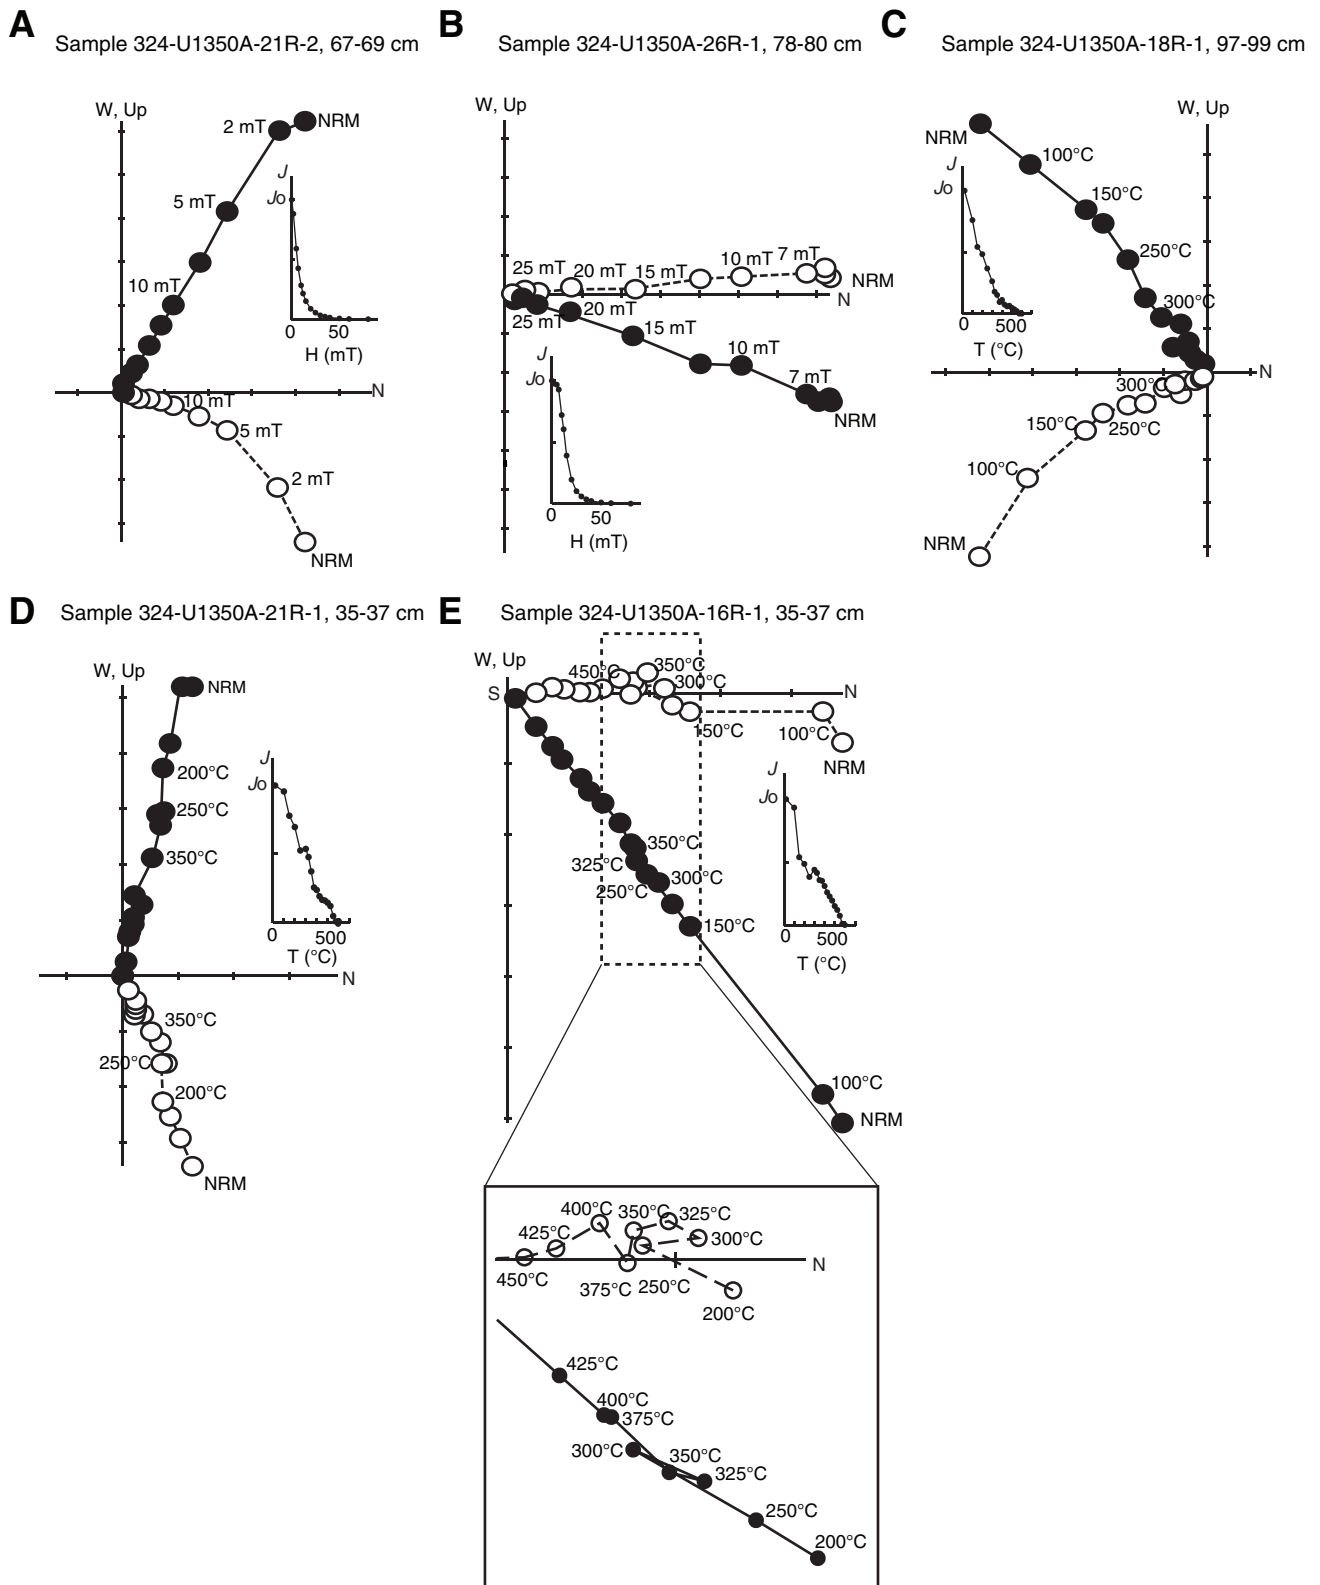 A
Sample 324-U1350A-21R-2, 67-69 cm
W, Up
2 mT
NRM
5 mT
10 mT
J
Jo
0
50
H (mT)
N
10 mT
5 mT
2 mT
NRM
B
Sample 324-U1350A-26R-1, 78-80 cm
W, Up
25 mT
20 mT
15 mT
10 mT
7 mT
NRM
N
25 mT
20 mT
15 mT
10 mT
7 mT
NRM
J
Jo
0
50
H (mT)
C
Sample 324-U1350A-18R-1, 97-99 cm
W, Up
NRM
100°C
150°C
250°C
300°C
J
Jo
0
500
T (°C)
N
300°
150°C
250°C
100°C
NRM
D
Sample 324-U1350A-21R-1, 35-37 cm
W, Up
NRM
200°C
250°C
350°C
J
Jo
0
500
T (°C)
N
350°C
250°C
200°C
NRM
E
Sample 324-U1350A-16R-1, 35-37 cm
W, Up
S
450°C
350°C
300°C
N
150°C
100°C
NRM
J
Jo
0
500
T (°C)
350°C
325°C
300°C
250°C
150°C
100°C
NRM
400°C
350°C
325°C
425°C
300°C
N
450°C
375°C
250°C
200°C
425°C
400°C
375°C
300°C
350°C
325°C
250°C
200°C